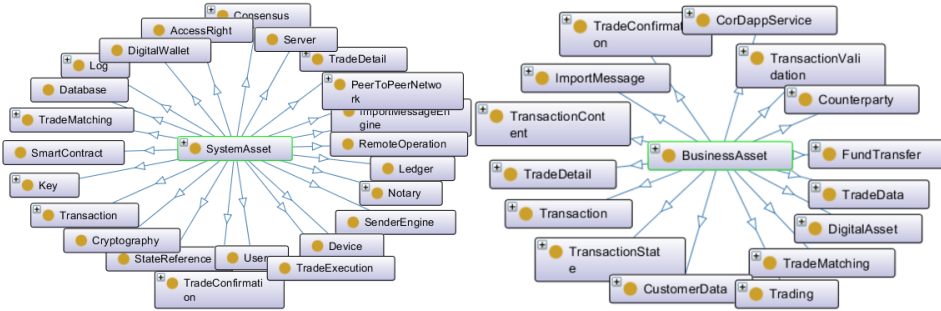 Consensus
AccessRight
Server
DigitalWallet
TradeDetail
Log
PeerToPeerNetwo
rk
Database
ImportMessageEn
gine
TradeMatching
RemoteOperation
SystemAsset
SmartContract
Ledger
Key
Notary
Transaction
SenderEngine
Cryptography
Device
StateReference
User
TradeExecution
TradeConfirmati
on
CorDappService
TradeConfirmati
on
TransactionVali
dation
ImportMessage
Counterparty
TransactionCont
ent
BusinessAsset
FundTransfer
TradeDetail
TradeData
Transaction
DigitalAsset
TransactionStat
e
TradeMatching
CustomerData
Trading